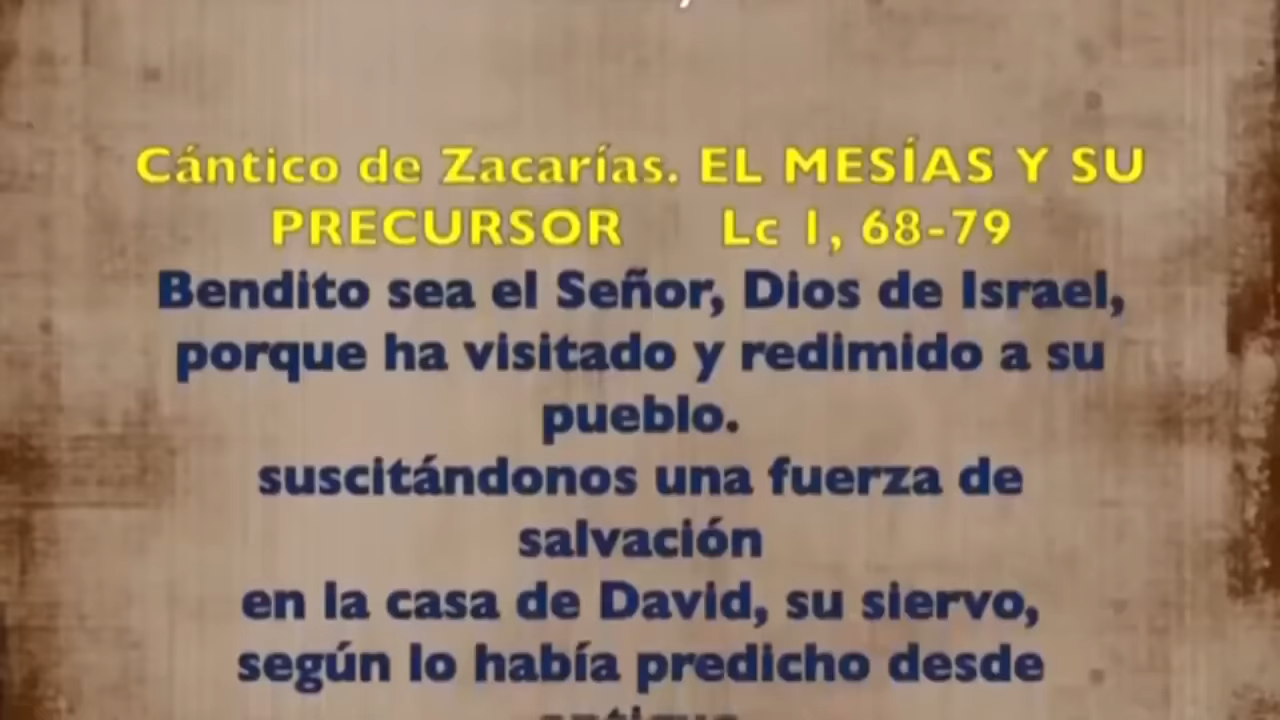 Cántico de Zacarías. EL MESÍAS Y SU
PRECURSOR Lc 1, 68-79
Bendito sea el Señor, Dios de Israel,
porque ha visitado y redimido a su
pueblo.
suscitándonos una fuerza de
salvación
en la casa de David, su siervo,
según lo había predicho desde